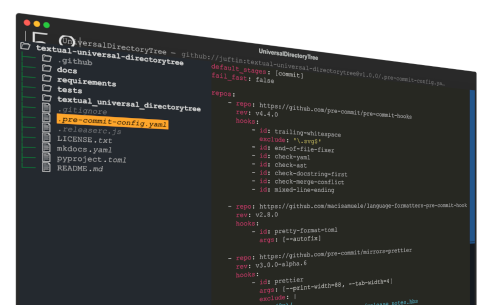 UniversalDirectoryTree
UniversalDirectoryTree — github://juftin:textual-universal-directorytree@v1.0.0/.pre-commit-config.ya…
textual-universal-directorytree
.github
docs
requirements
tests
textual_universal_directorytree
.gitignore
.pre-commit-config.yaml
.releaserc.js
LICENSE.txt
mkdocs.yaml
pyproject.toml
README.md
default_stages: [commit]
fail_fast: false
repos:
- repo: https://github.com/pre-commit/pre-commit-hooks
rev: v4.4.0
hooks:
- id: trailing-whitespace
exclude: "\.svg$"
- id: end-of-file-fixer
- id: check-yaml
- id: check-ast
- id: check-docstring-first
- id: check-merge-conflict
- id: mixed-line-ending
- repo: https://github.com/macisamuele/language-formatters-pre-commit-hook
rev: v2.8.0
hooks:
- id: pretty-format-toml
args: [--autofix]
- repo: https://github.com/pre-commit/mirrors-prettier
rev: v3.0.0-alpha.6
hooks:
- id: prettier
args: [--print-width=88, --tab-width=4]
exclude: |